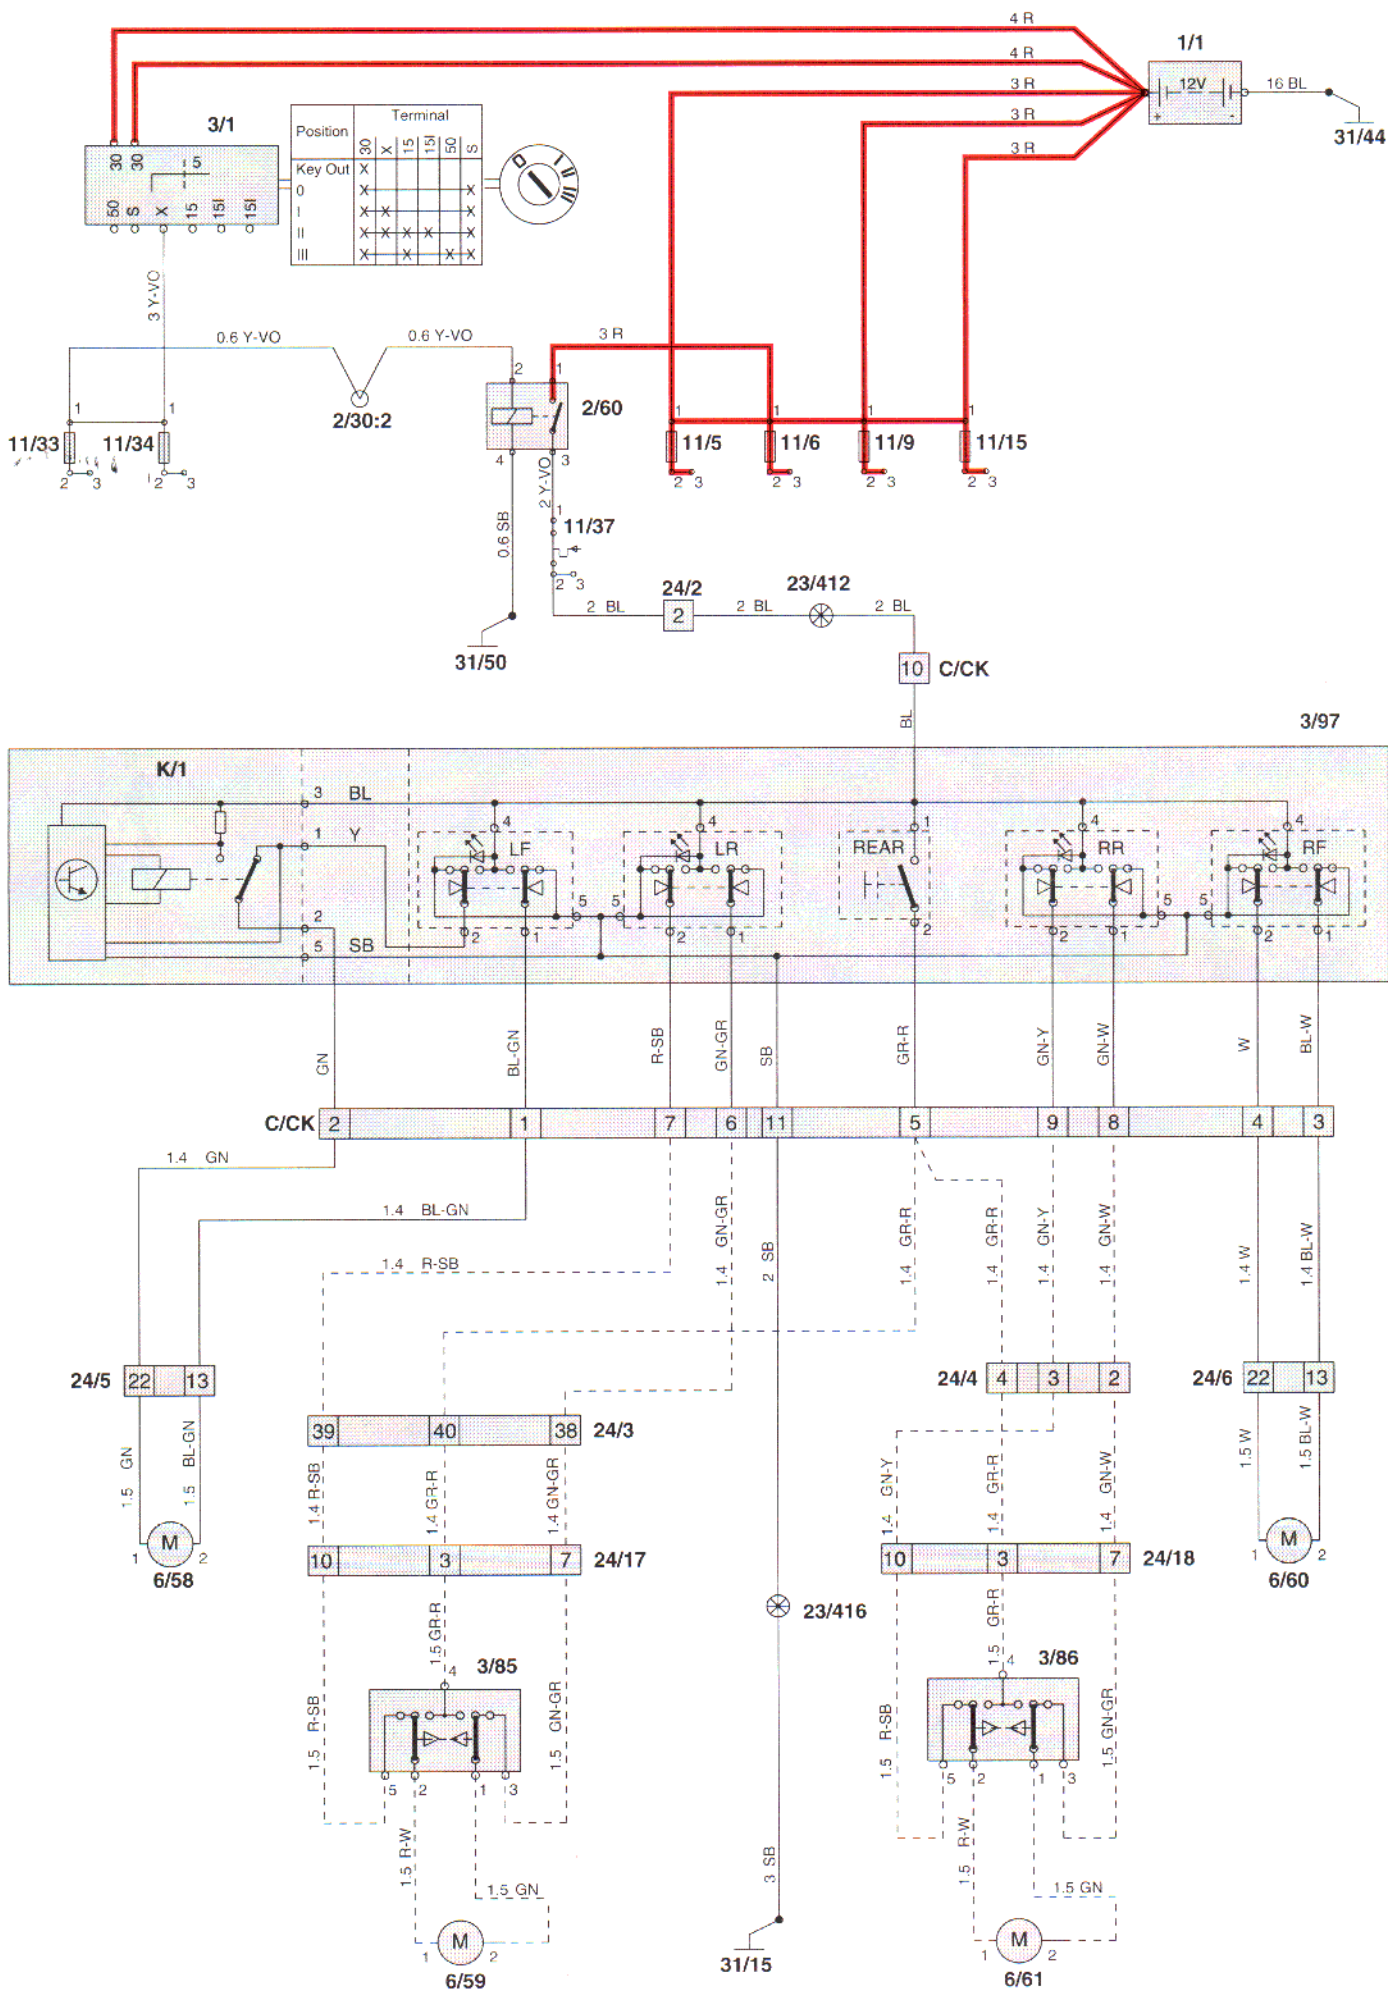 4 R
1/1
4 R
3 R
12V
16 BL
+
-
3 R
3 R
31/44
3/1
Terminal
Position
30 X 15 15I 50 S
Key Out X
0 X X
I X X X
II X X X X X
III X X X X
30 30
5
50 S X 15 15I 15I
3 Y-VO
0.6 Y-VO
0.6 Y-VO
3 R
2 1
2/60
2/30:2
1 1
11/33
11/34
2 3
2 3
4 3
1 1 1 1
11/5
11/6
11/9
11/15
2 3
2 3
2 3
2 3
0.6 SB
2 Y-VO
1
11/37
2 3
24/2
23/412
2 BL
2
2 BL
2 BL
31/50
10
C/CK
BL
3/97
K/1
3 BL
1 Y
4 4 1 4 4
LF
LR
REAR
RR
RF
2
5 SB
5 5 5 5
2 1 2 1 2 2 1 2 1
GN
BL-GN
R-SB
GN-GR
SB
GR-R
GN-Y
GN-W
W
BL-W
C/CK
2 1 7 6 11 5 9 8 4 3
1.4 GN
1.4 BL-GN
1.4 R-SB
1.4 GN-GR
2 SB
1.4 GR-R
1.4 GR-R
1.4 GN-Y
1.4 GN-W
1.4 W
1.4 BL-W
24/5
22 13
24/4
4 3 2
24/6
22 13
39 40 38
24/3
1.5 GN
1.5 BL-GN
1.4 R-SB
1.4 GR-R
1.4 GN-GR
1.4 GN-Y
1.4 GR-R
1.4 GN-W
1.5 W
1.5 BL-W
1 M 2
6/58
10 3 7
24/17
10 3 7
24/18
1 M 2
6/60
23/416
1.5 R-SB
1.5 GR-R
1.5 GN-GR
4
3/85
5 2 1 3
1.5 R-SB
1.5 GR-R
1.5 GN-GR
4
3/86
5 2 1 3
1.5 R-W
1.5 GN
3 SB
1.5 R-W
1.5 GN
1 M 2
6/59
31/15
1 M 2
6/61